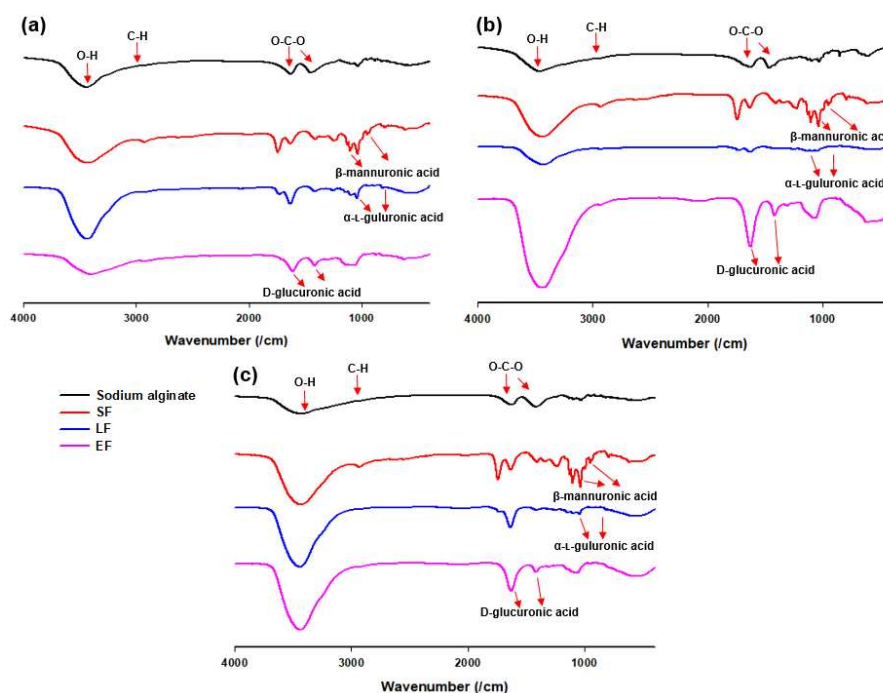 (a)
O-H
C-H
O-C-O
β-mannuronic acid
α-L-guluronic acid
D-glucuronic acid
4000 3000 2000 1000
Wavenumber (/cm)
(b)
O-H
C-H
O-C-O
β-mannuronic acid
α-L-guluronic acid
D-glucuronic acid
4000 3000 2000 1000
Wavenumber (/cm)
Sodium alginate
SF
LF
EF
(c)
O-H
C-H
O-C-O
β-mannuronic acid
α-L-guluronic acid
D-glucuronic acid
4000 3000 2000 1000
Wavenumber (/cm)